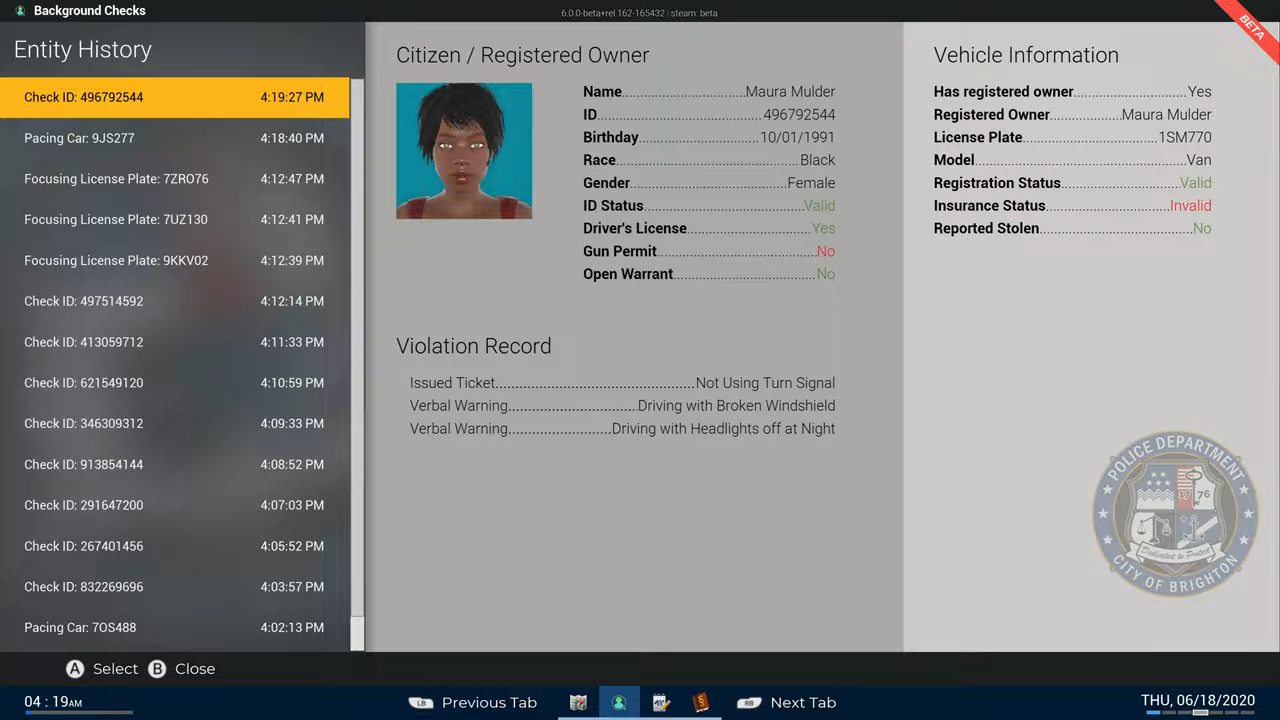 Background Checks
6.0.0-beta+rel.162-165432 | steam: beta
BETA
Entity History
Check ID: 496792544 4:19:27 PM
Pacing Car: 9JS277 4:18:40 PM
Focusing License Plate: 7ZRO76 4:12:47 PM
Focusing License Plate: 7UZ130 4:12:41 PM
Focusing License Plate: 9KKV02 4:12:39 PM
Check ID: 497514592 4:12:14 PM
Check ID: 413059712 4:11:33 PM
Check ID: 621549120 4:10:59 PM
Check ID: 346309312 4:09:33 PM
Check ID: 913854144 4:08:52 PM
Check ID: 291647200 4:07:03 PM
Check ID: 267401456 4:05:52 PM
Check ID: 832269696 4:03:57 PM
Pacing Car: 7OS488 4:02:13 PM
Citizen / Registered Owner
Name Maura Mulder
ID 496792544
Birthday 10/01/1991
Race Black
Gender Female
ID Status Valid
Driver's License Yes
Gun Permit No
Open Warrant No
Violation Record
Issued Ticket Not Using Turn Signal
Verbal Warning Driving with Broken Windshield
Verbal Warning Driving with Headlights off at Night
Vehicle Information
Has registered owner Yes
Registered Owner Maura Mulder
License Plate 1SM770
Model Van
Registration Status Valid
Insurance Status Invalid
Reported Stolen No
POLICE DEPARTMENT
17 76
Dedicated to Protect
CITY OF BRIGHTON
A Select B Close
04 : 19AM
LB Previous Tab
RB Next Tab
THU, 06/18/2020